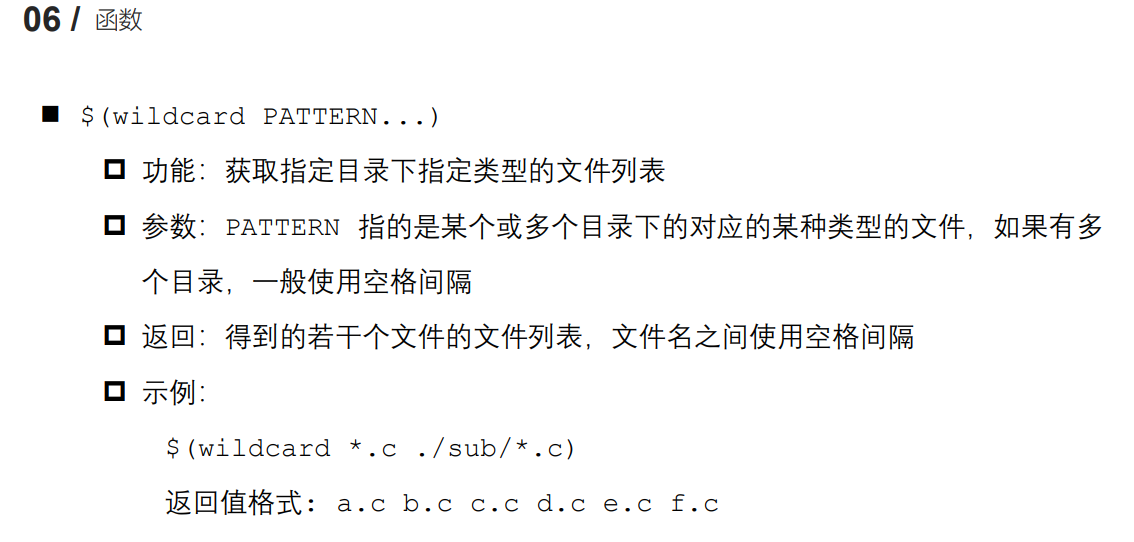 06 / 函数
$(wildcard PATTERN...)
功能：获取指定目录下指定类型的文件列表
参数：PATTERN 指的是某个或多个目录下的对应的某种类型的文件，如果有多
个目录，一般使用空格间隔
返回：得到的若干个文件的文件列表，文件名之间使用空格间隔
示例：
$(wildcard *.c ./sub/*.c)
返回值格式: a.c b.c c.c d.c e.c f.c